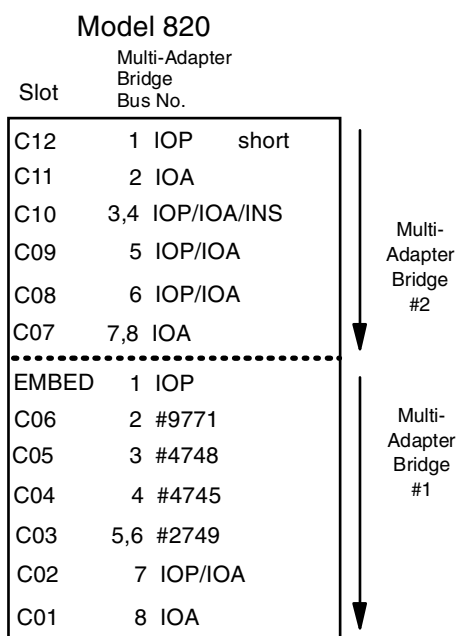 Model 820
Slot
Multi-Adapter
Bridge
Bus No.
C12 1 IOP short
C11 2 IOA
C10 3,4 IOP/IOA/INS
C09 5 IOP/IOA
C08 6 IOP/IOA
C07 7,8 IOA
Multi-
Adapter
Bridge
#2
EMBED 1 IOP
C06 2 #9771
C05 3 #4748
C04 4 #4745
C03 5,6 #2749
C02 7 IOP/IOA
C01 8 IOA
Multi-
Adapter
Bridge
#1